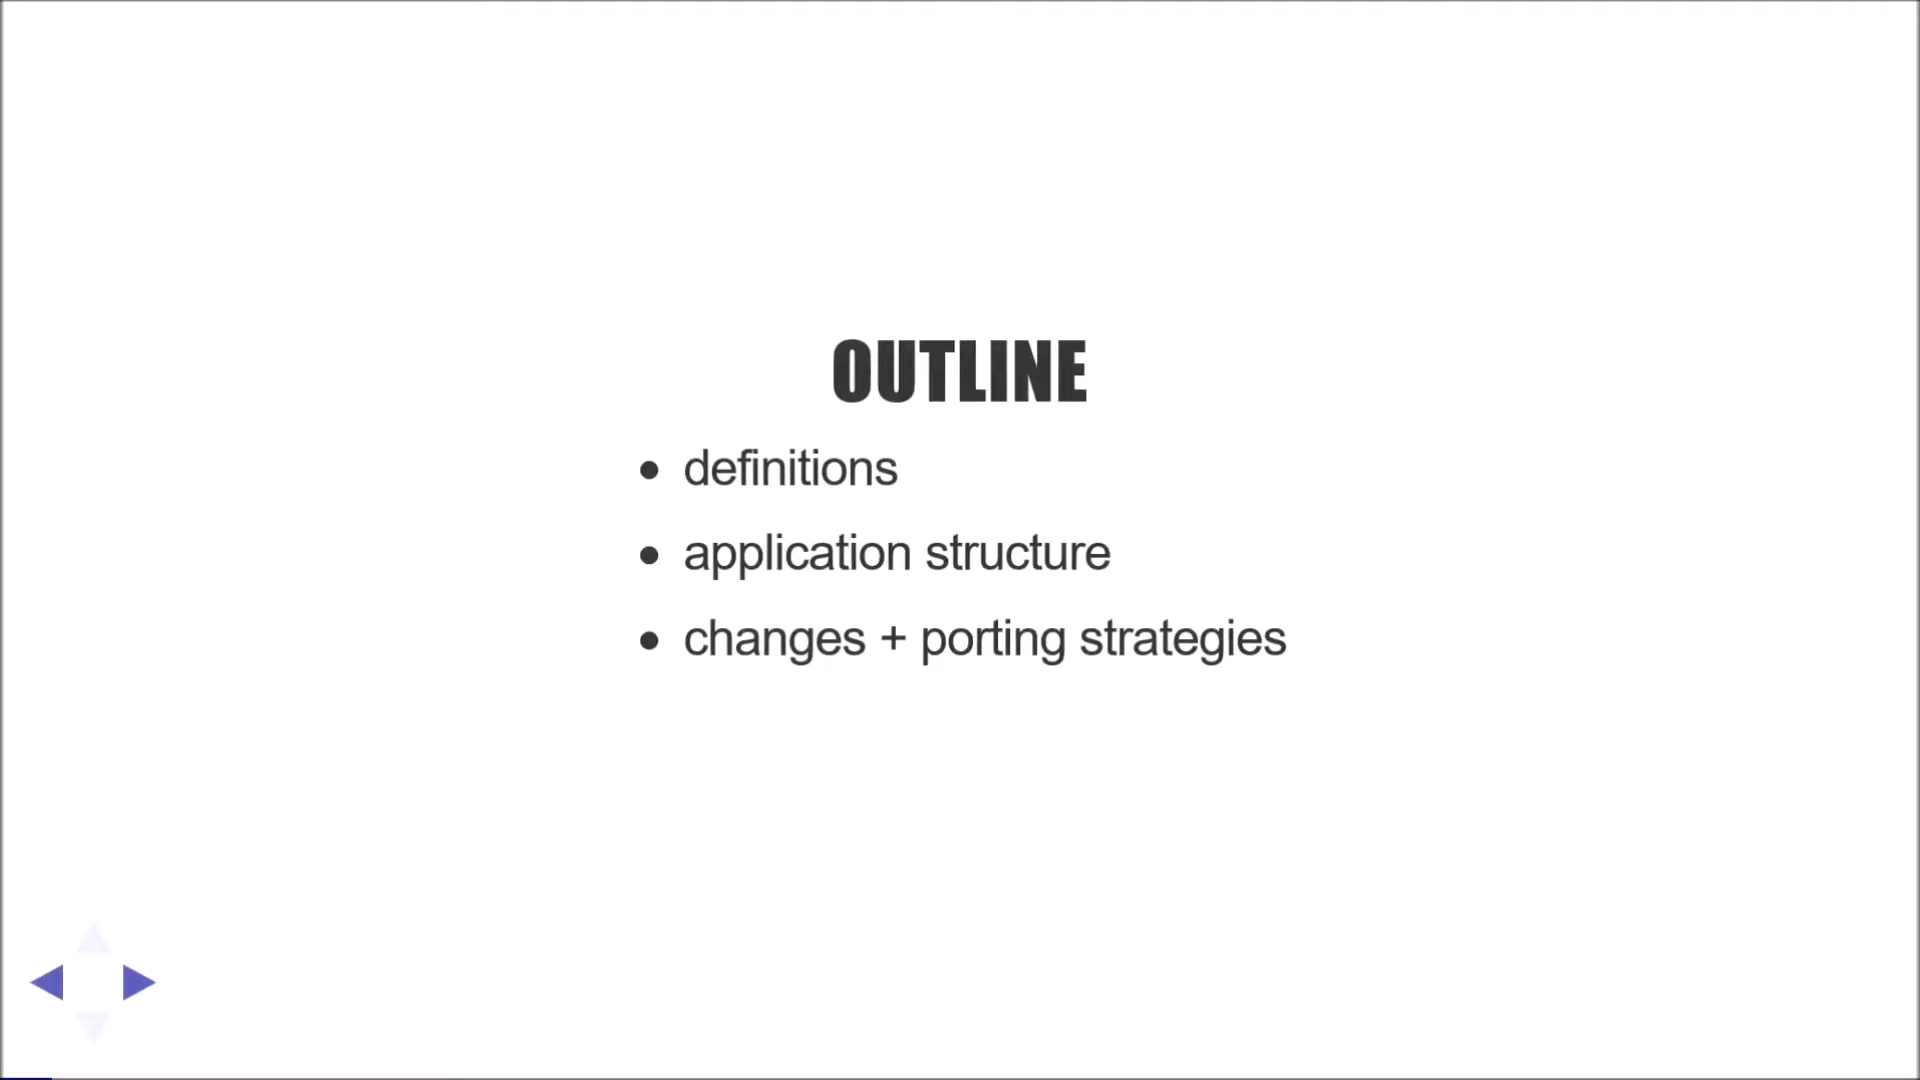 OUTLINE
definitions
application structure
changes + porting strategies